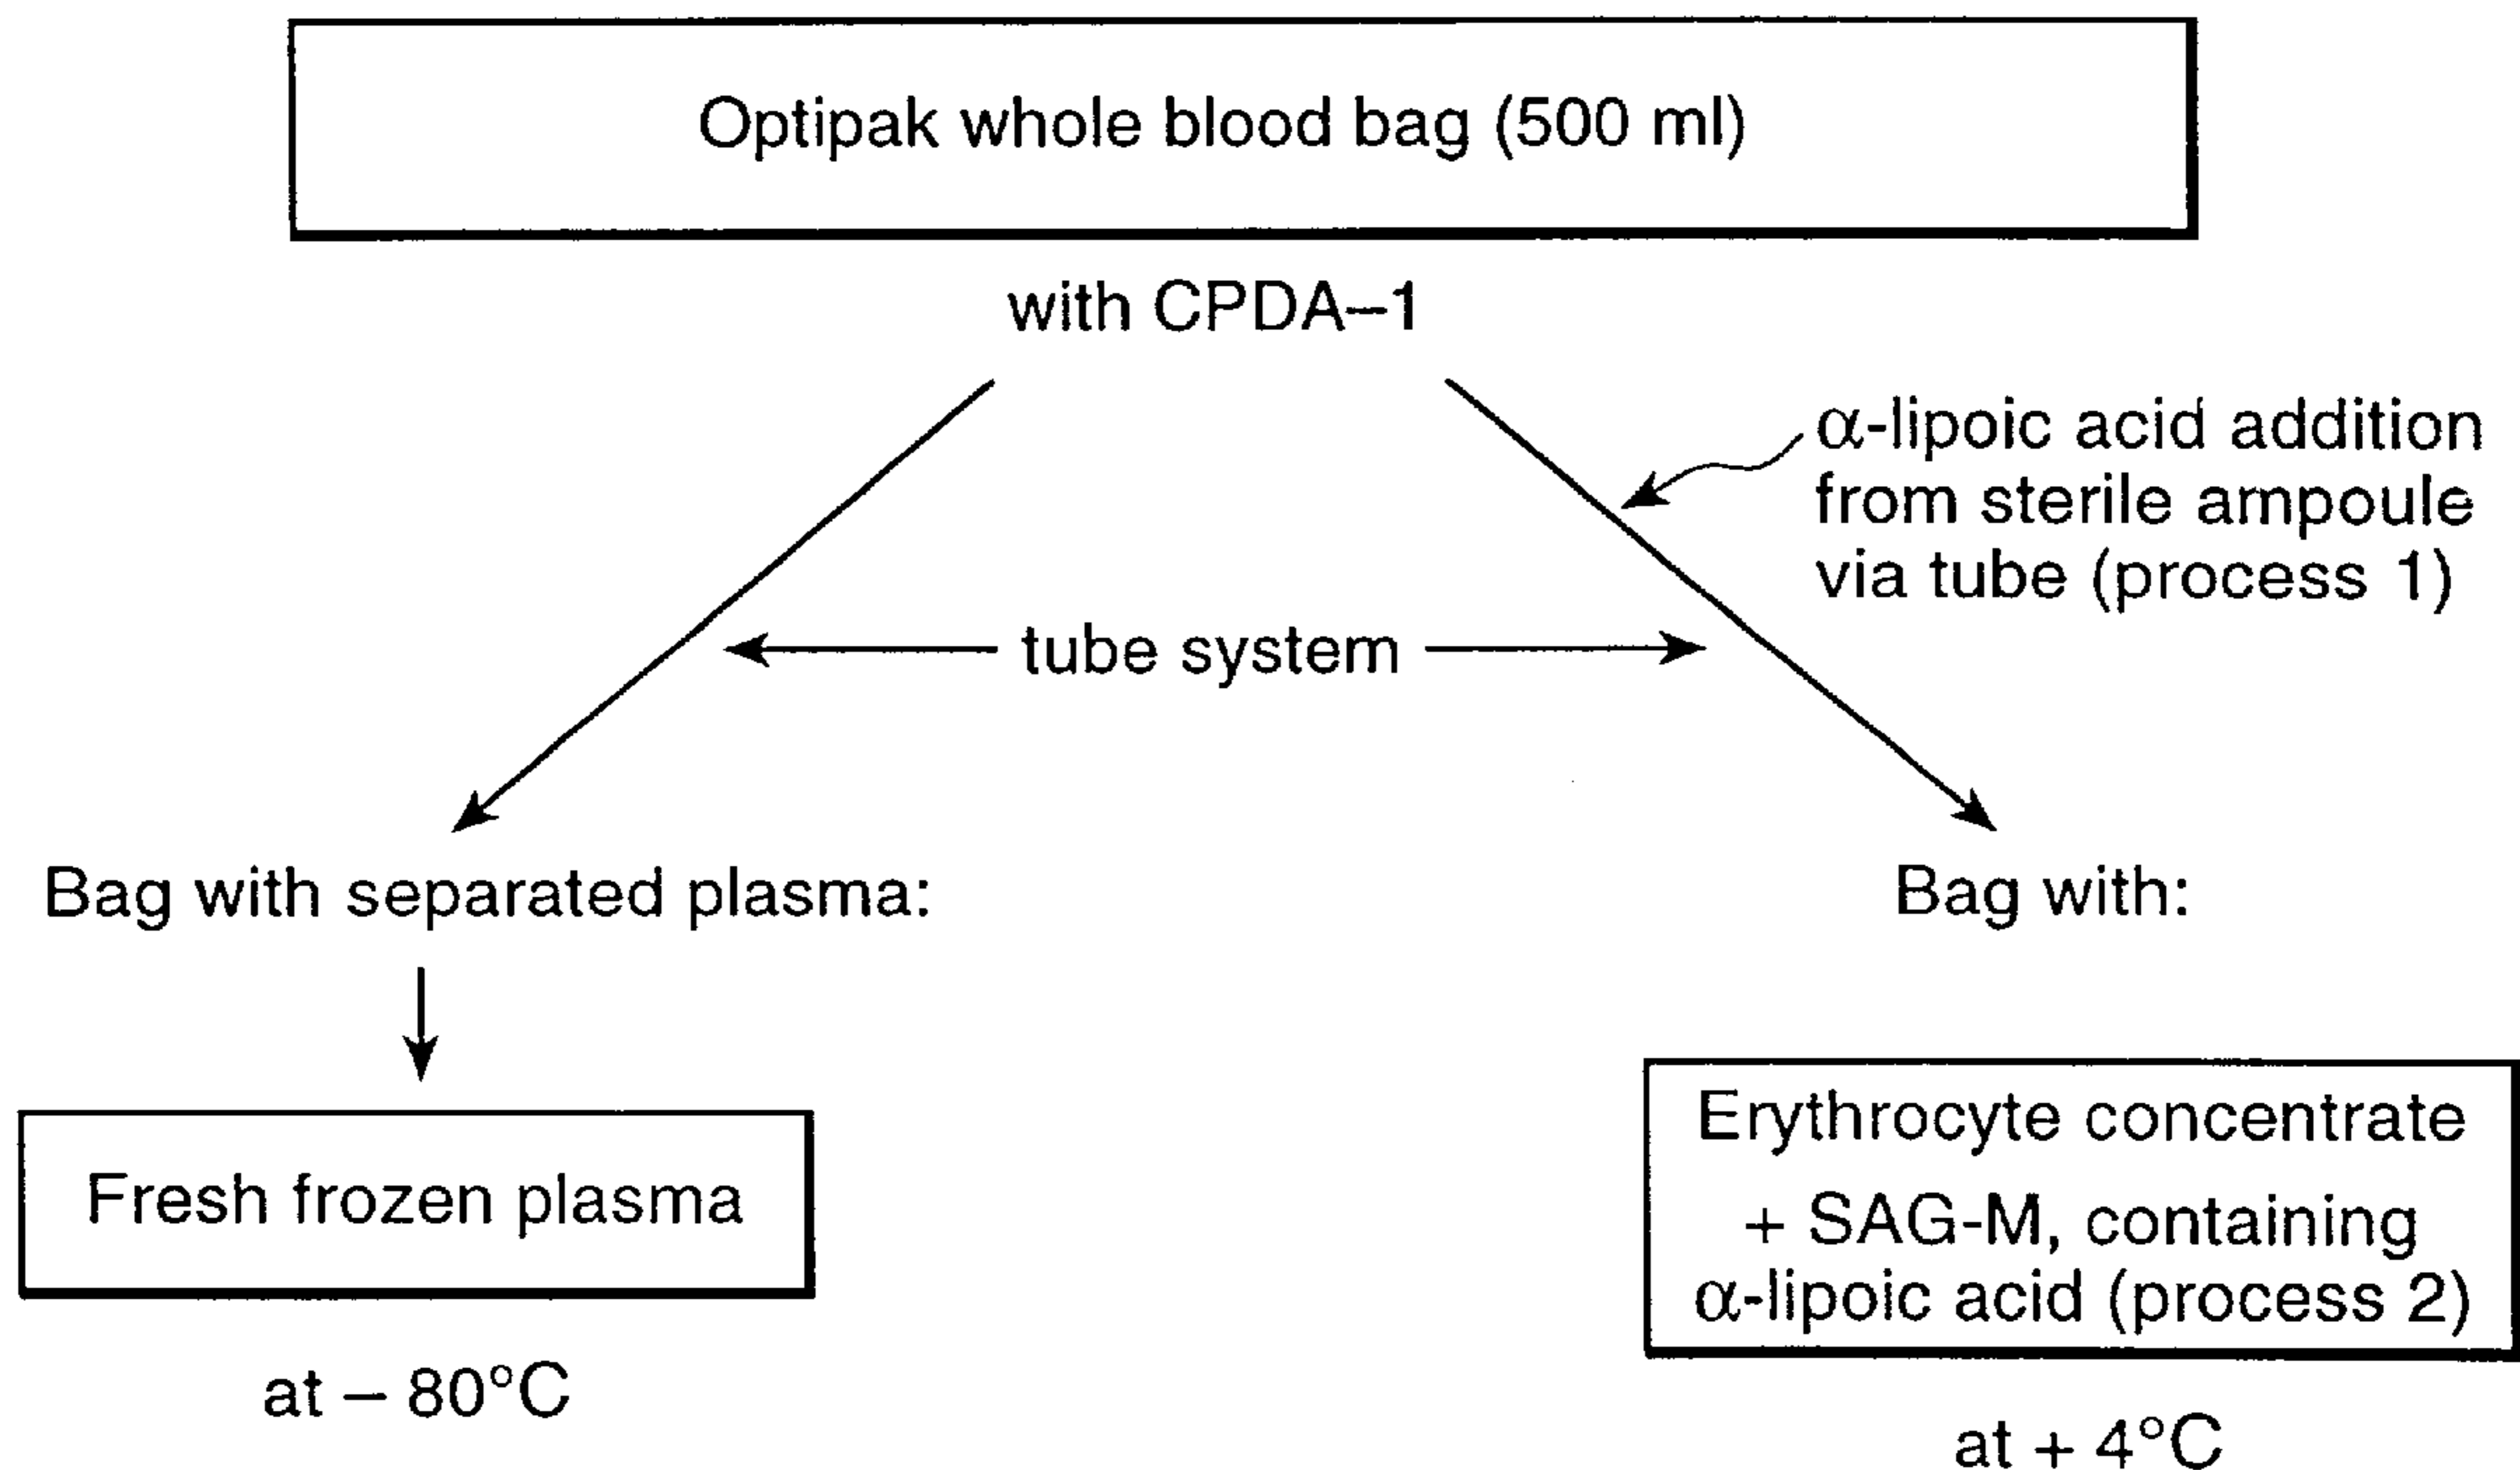 Optipak whole blood bag (500 ml)
with CPDA–1
α-lipoic acid addition
from sterile ampoule
via tube (process 1)
tube system
Bag with separated plasma:
Bag with:
Fresh frozen plasma
at – 80°C
Erythrocyte concentrate
+ SAG-M, containing
α-lipoic acid (process 2)
at + 4°C